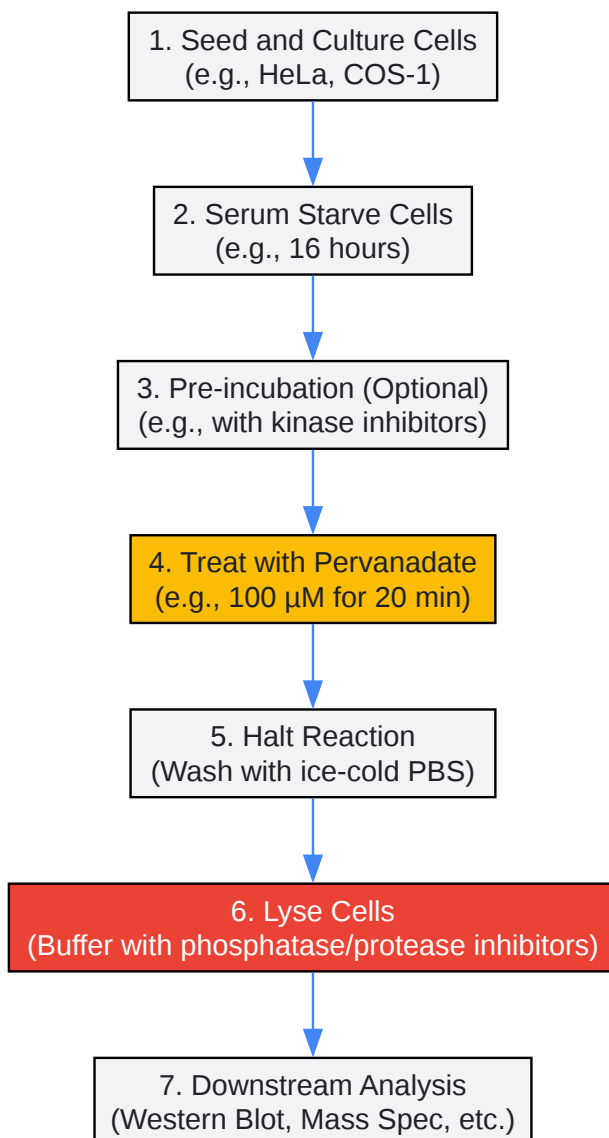 1. Seed and Culture Cells
(e.g., HeLa, COS-1)
2. Serum Starve Cells
(e.g., 16 hours)
3. Pre-incubation (Optional)
(e.g., with kinase inhibitors)
4. Treat with Pervanadate
(e.g., 100 µM for 20 min)
5. Halt Reaction
(Wash with ice-cold PBS)
6. Lyse Cells
(Buffer with phosphatase/protease inhibitors)
7. Downstream Analysis
(Western Blot, Mass Spec, etc.)